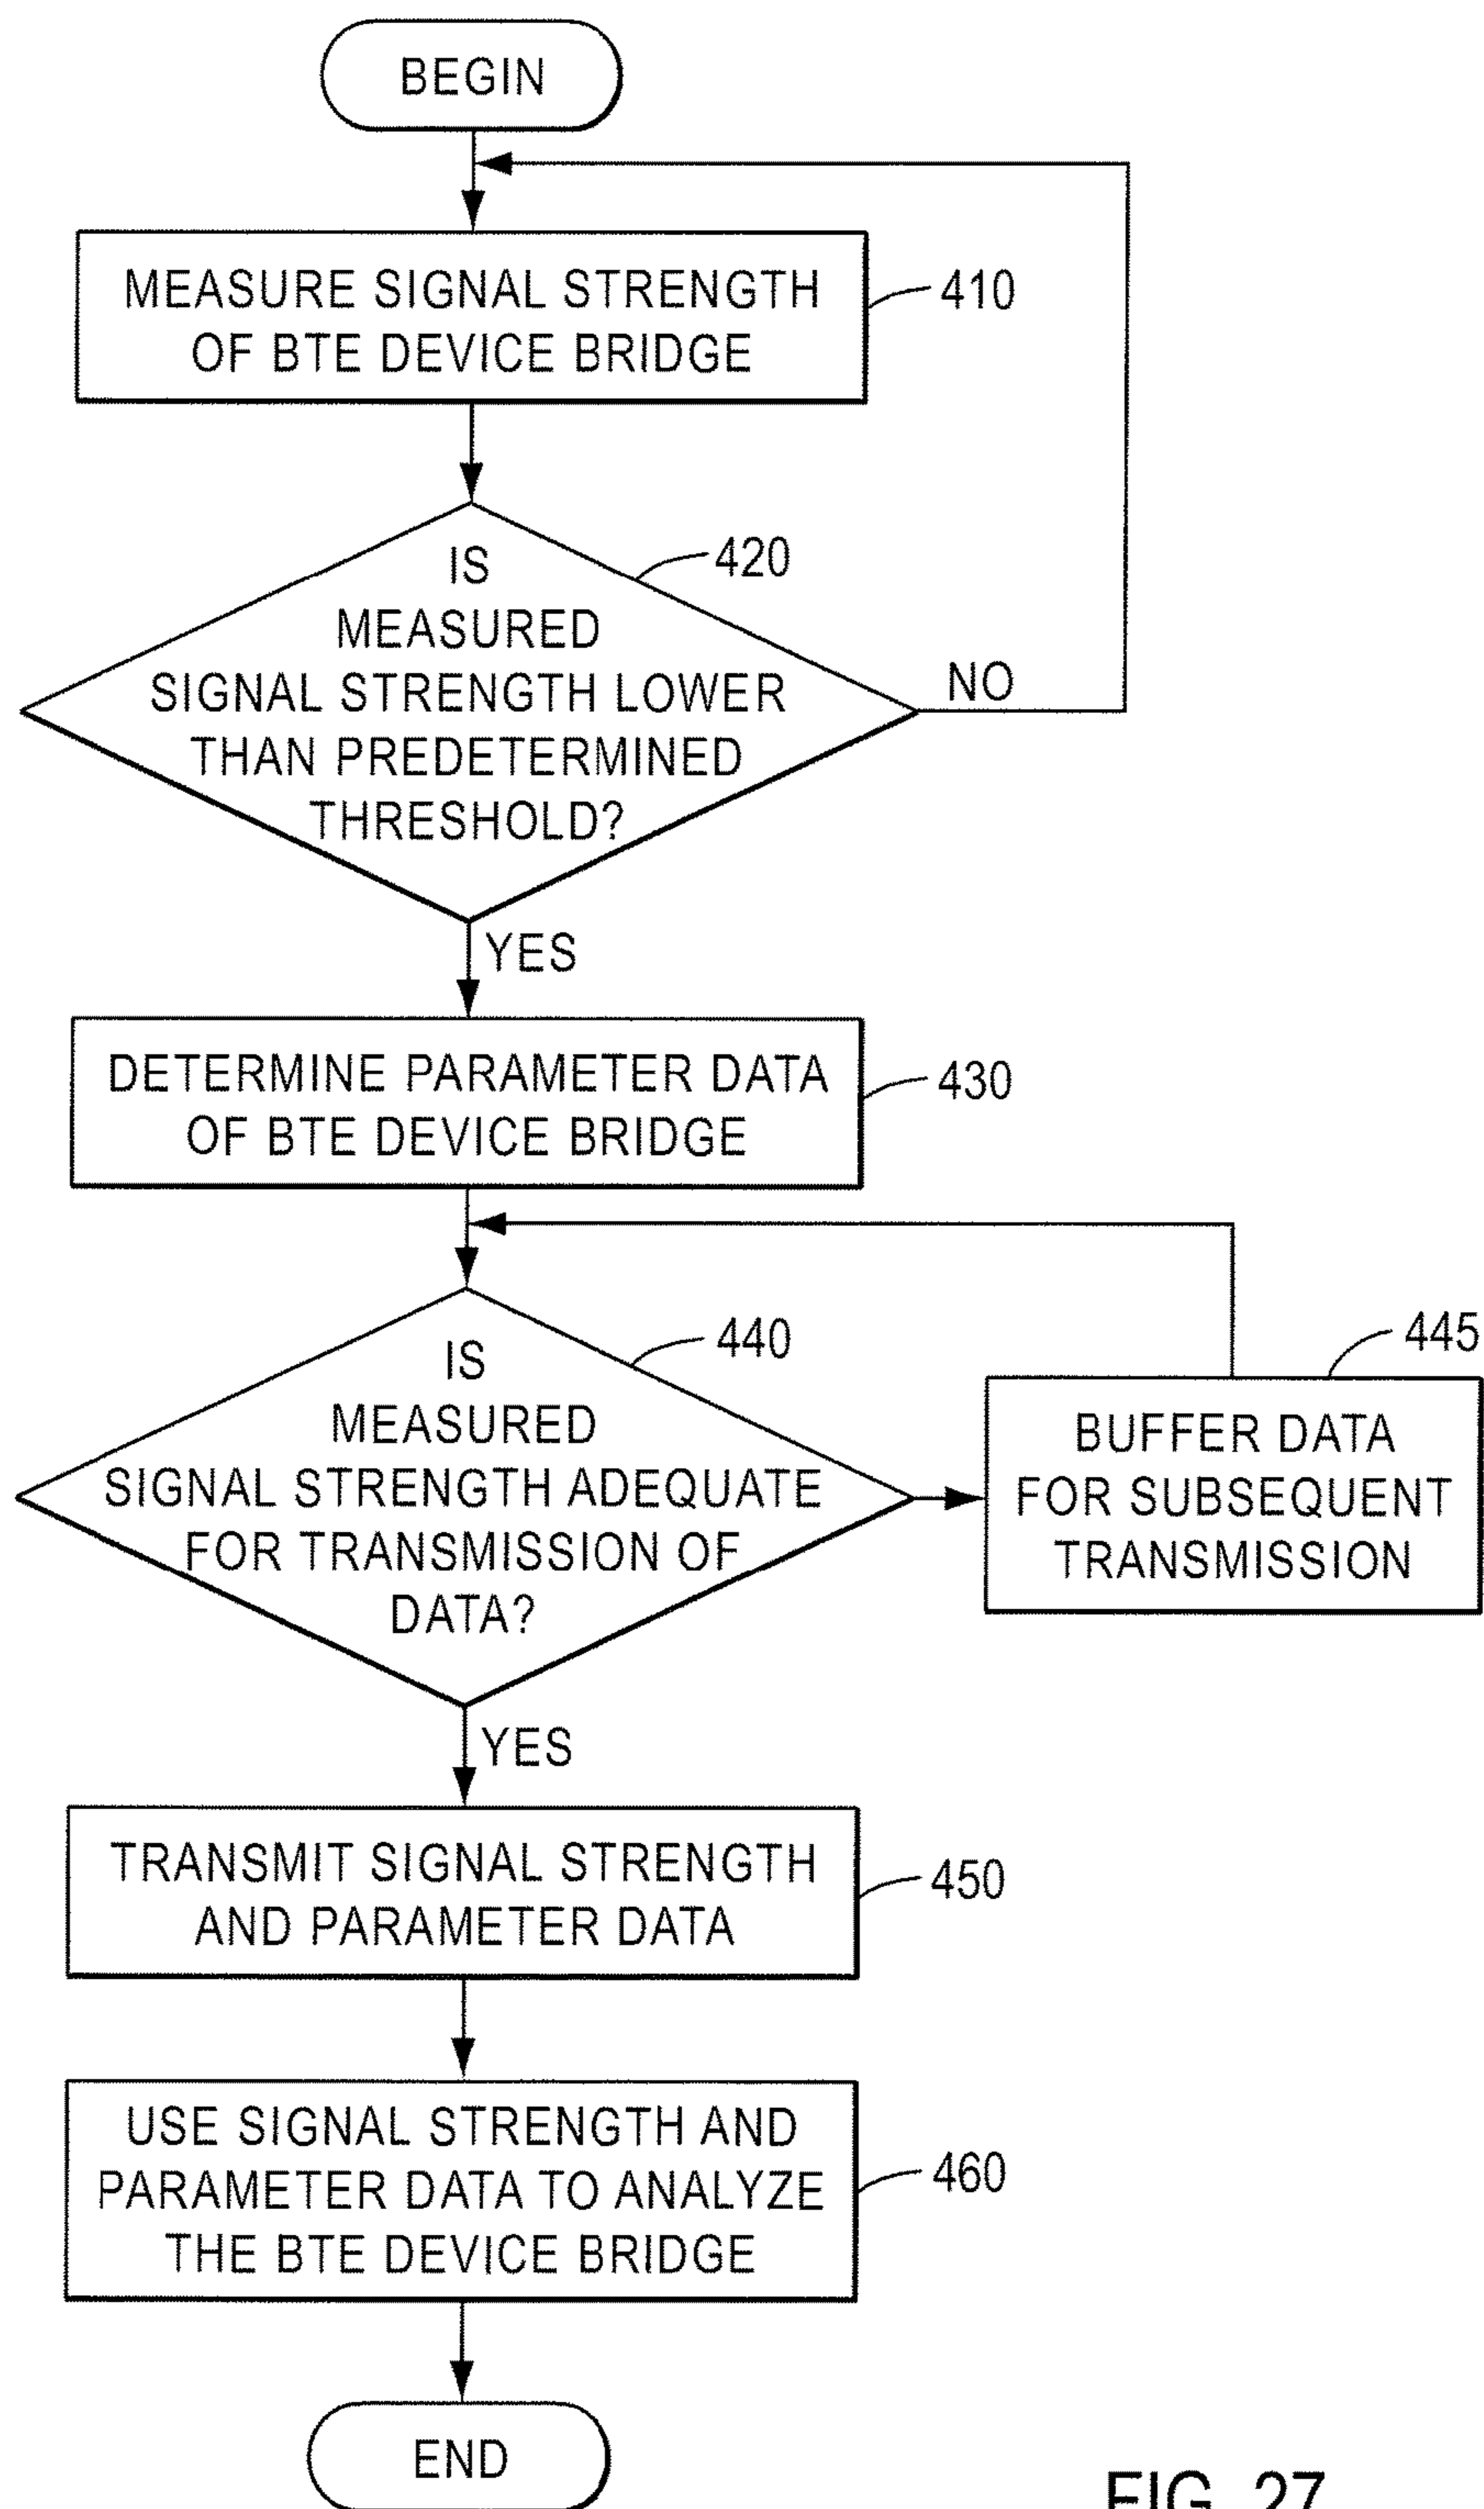 BEGIN
MEASURE SIGNAL STRENGTH
OF BTE DEVICE BRIDGE
410
IS
MEASURED
SIGNAL STRENGTH LOWER
THAN PREDETERMINED
THRESHOLD?
420
NO
YES
DETERMINE PARAMETER DATA
OF BTE DEVICE BRIDGE
430
IS
MEASURED
SIGNAL STRENGTH ADEQUATE
FOR TRANSMISSION OF
DATA?
440
445
BUFFER DATA
FOR SUBSEQUENT
TRANSMISSION
YES
TRANSMIT SIGNAL STRENGTH
AND PARAMETER DATA
450
USE SIGNAL STRENGTH AND
PARAMETER DATA TO ANALYZE
THE BTE DEVICE BRIDGE
460
END
FIG. 27